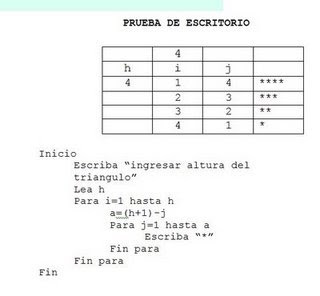 PRUEBA DE ESCRITORIO
4
h i j
4 1 4 ****
2 3 ***
3 2 **
4 1 *
Inicio
Escriba “ingresar altura del
triangulo”
Lea h
Para i=1 hasta h
a=(h+1)-j
Para j=1 hasta a
Escriba “*”
Fin para
Fin para
Fin